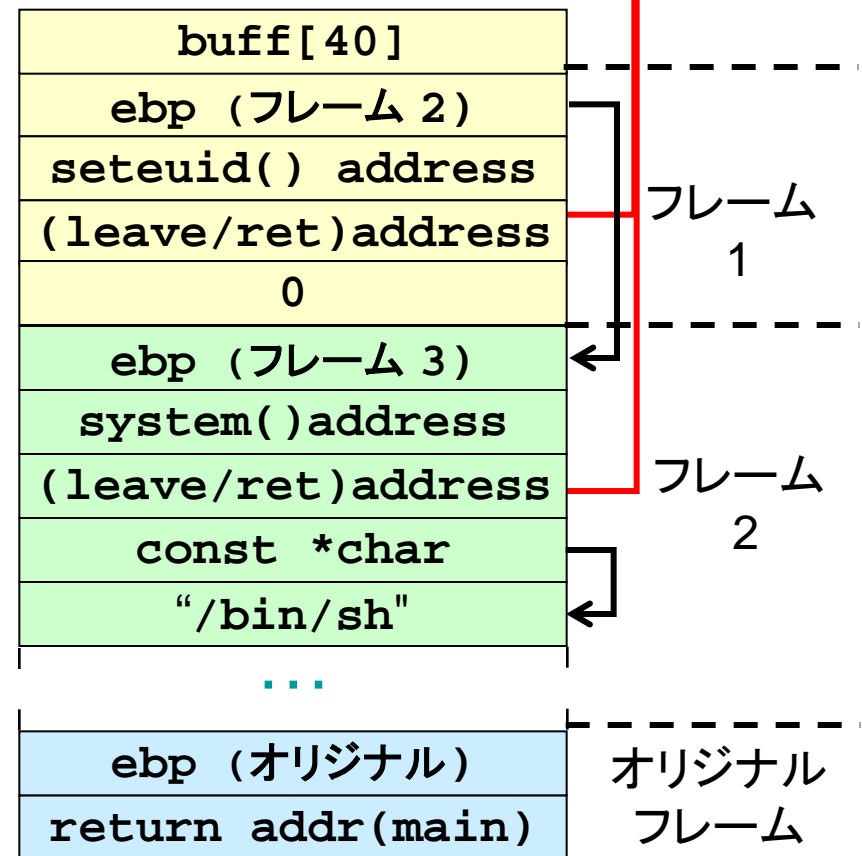 buff[40]
ebp (フレーム 2)
seteuid() address
(leave/ret)address
0
フレーム
1
ebp (フレーム 3)
system()address
(leave/ret)address
const *char
“/bin/sh"
フレーム
2
...
ebp (オリジナル)
return addr(main)
オリジナル
フレーム